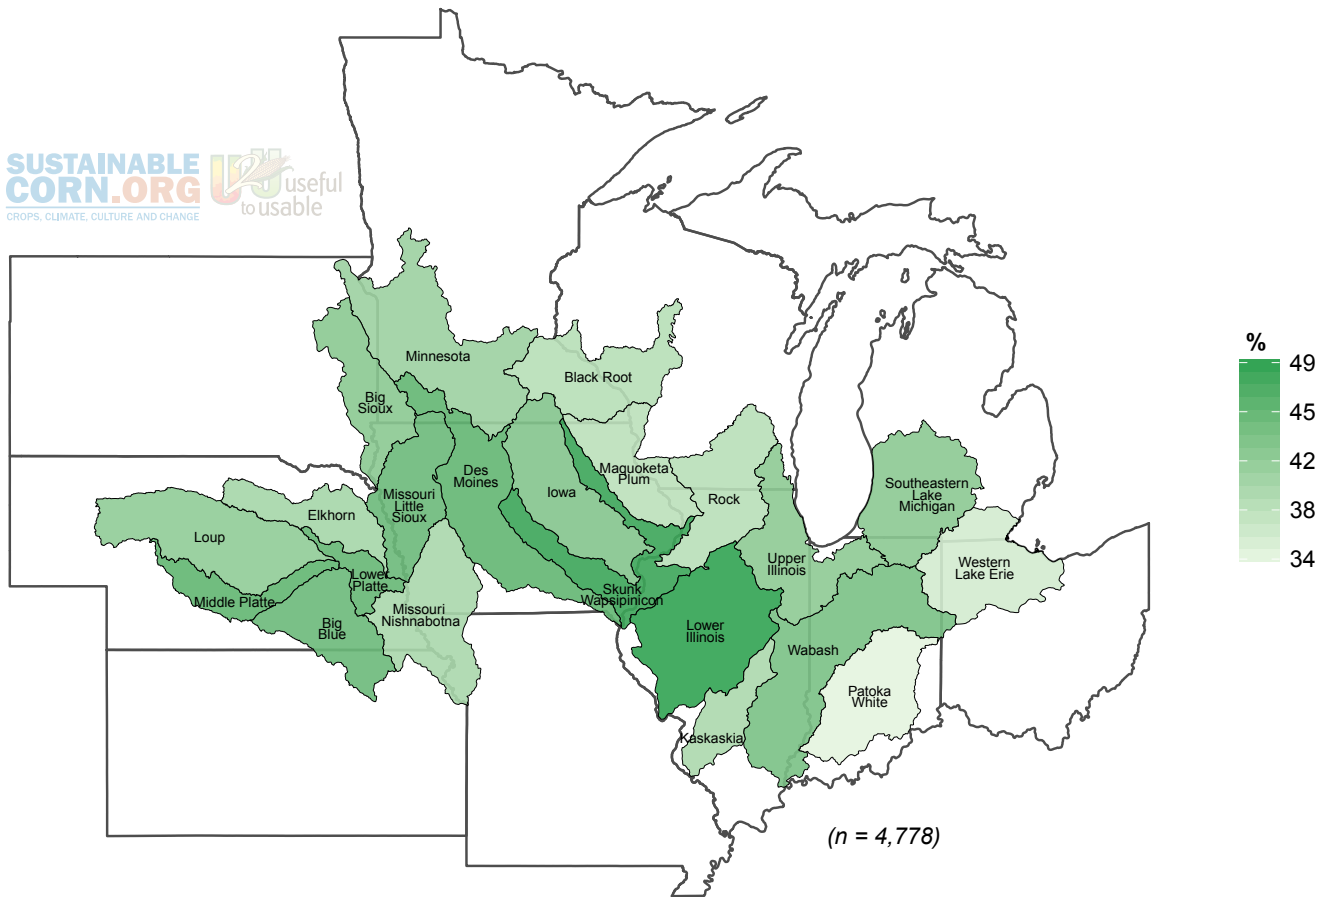 SUSTAINABLE
CORN.ORG
CROPS, CLIMATE, CULTURE AND CHANGE
U2U
useful
to usable
Minnesota
Black Root
Big
Sioux
Des
Moines
Iowa
Maquoketa
Plum
Rock
Southeastern
Lake
Michigan
Missouri
Little
Sioux
Elkhorn
Loup
Upper
Illinois
Western
Lake Erie
Lower
Platte
Middle Platte
Skunk
Wapsipinicon
Missouri
Nishnabotna
Big
Blue
Lower
Illinois
Wabash
Patoka
White
Kaskaskia
(n = 4,778)
%
49
45
42
38
34